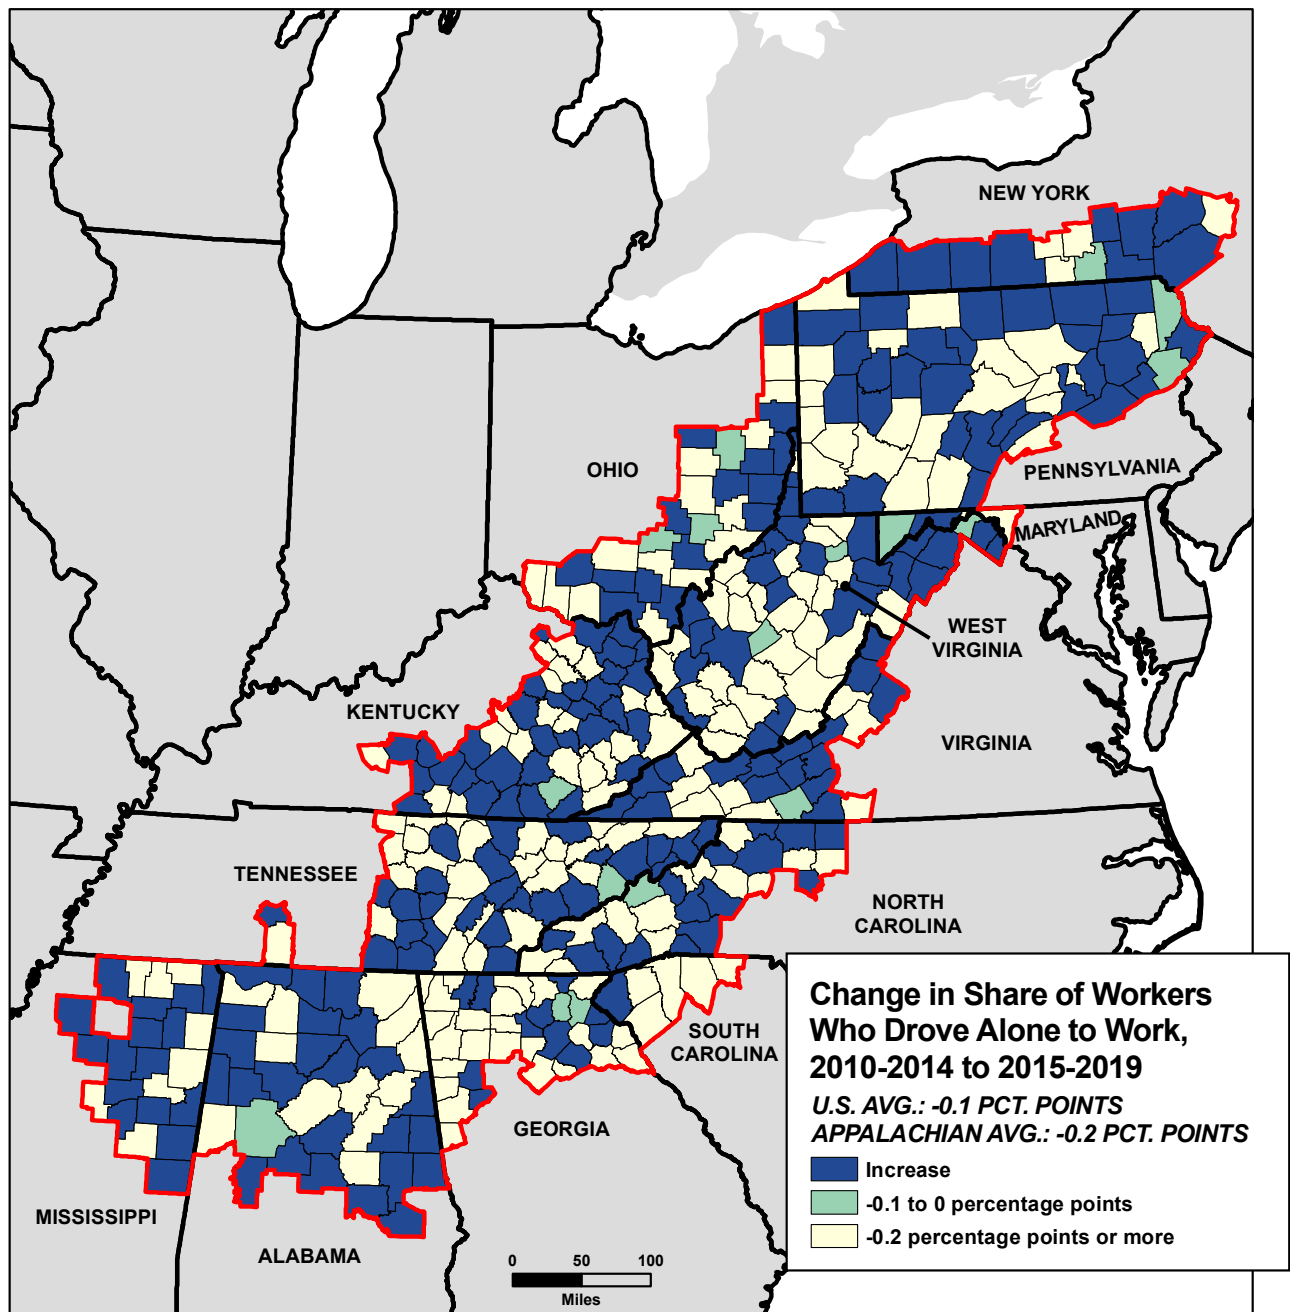 NEW YORK
OHIO
PENNSYLVANIA
MARYLAND
WEST
VIRGINIA
KENTUCKY
VIRGINIA
TENNESSEE
NORTH
CAROLINA
SOUTH
CAROLINA
GEORGIA
MISSISSIPPI
ALABAMA
0 50 100
Miles
Change in Share of Workers
Who Drove Alone to Work,
2010-2014 to 2015-2019
U.S. AVG.: -0.1 PCT. POINTS
APPALACHIAN AVG.: -0.2 PCT. POINTS
Increase
-0.1 to 0 percentage points
-0.2 percentage points or more